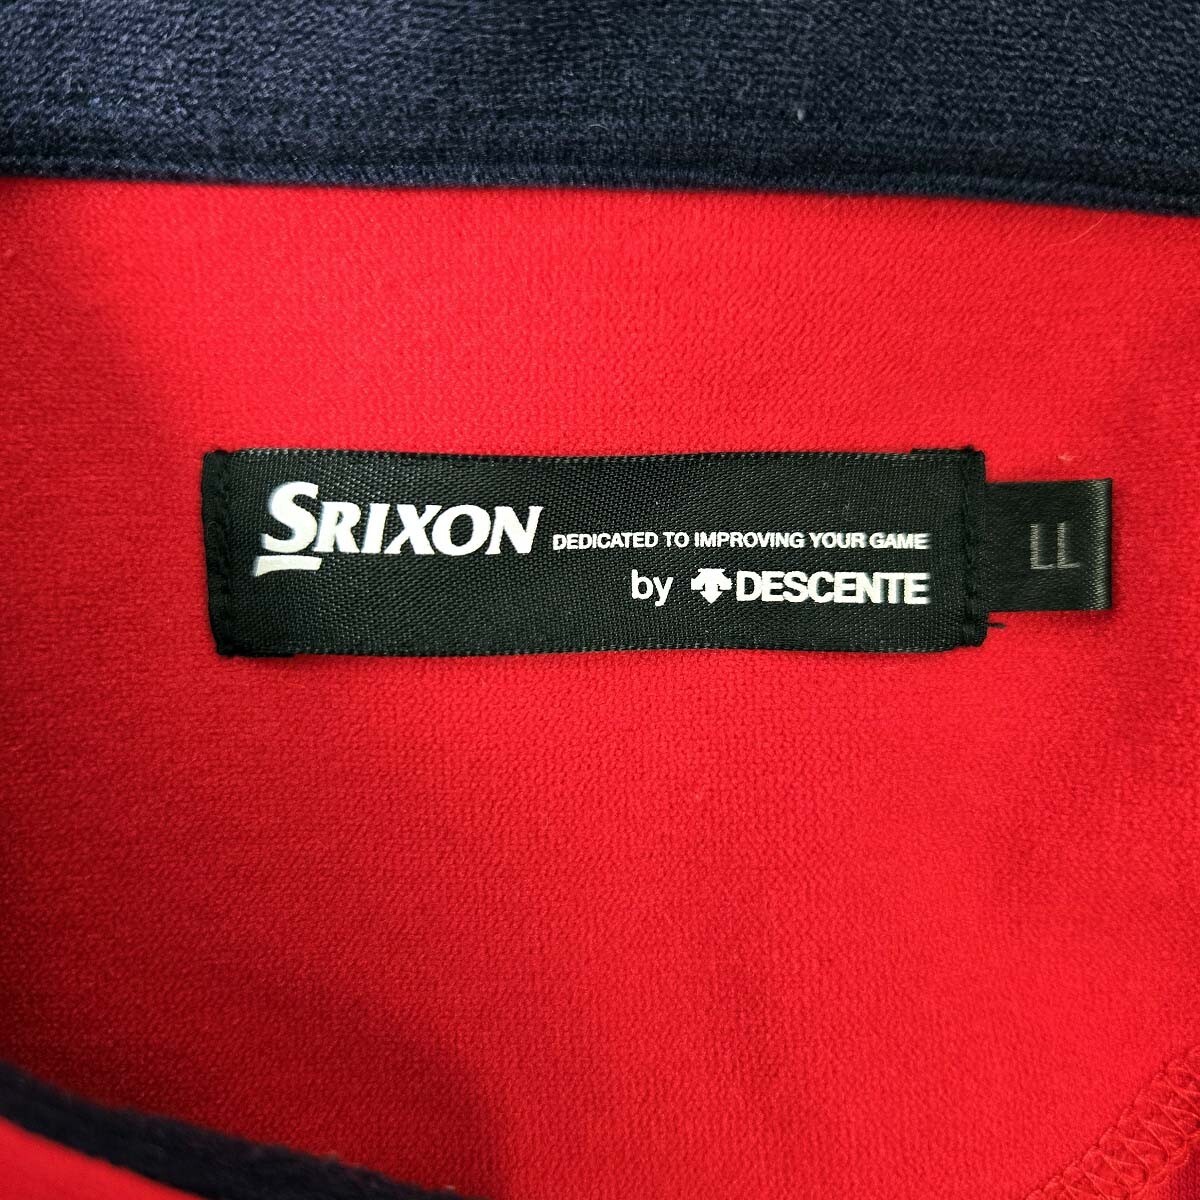 SRIXON DEDICATED TO IMPROVING YOUR GAME
by DESCENTE
LL